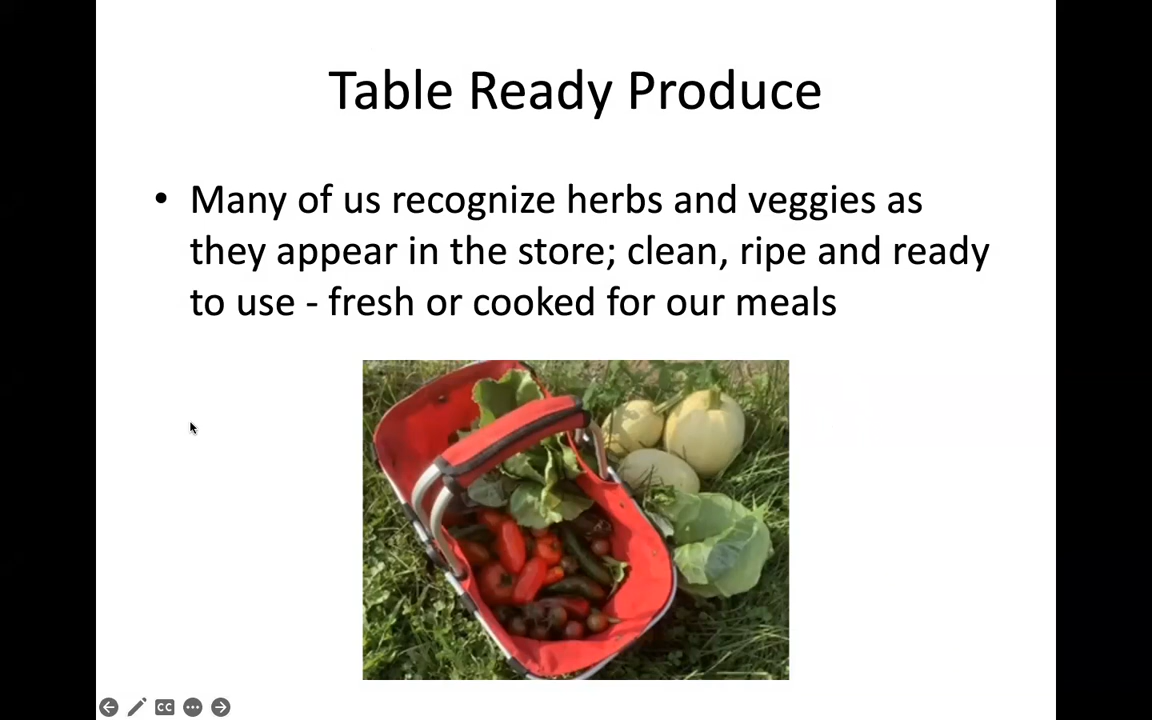 Table Ready Produce
• Many of us recognize herbs and veggies as
they appear in the store; clean, ripe and ready
to use - fresh or cooked for our meals
CC